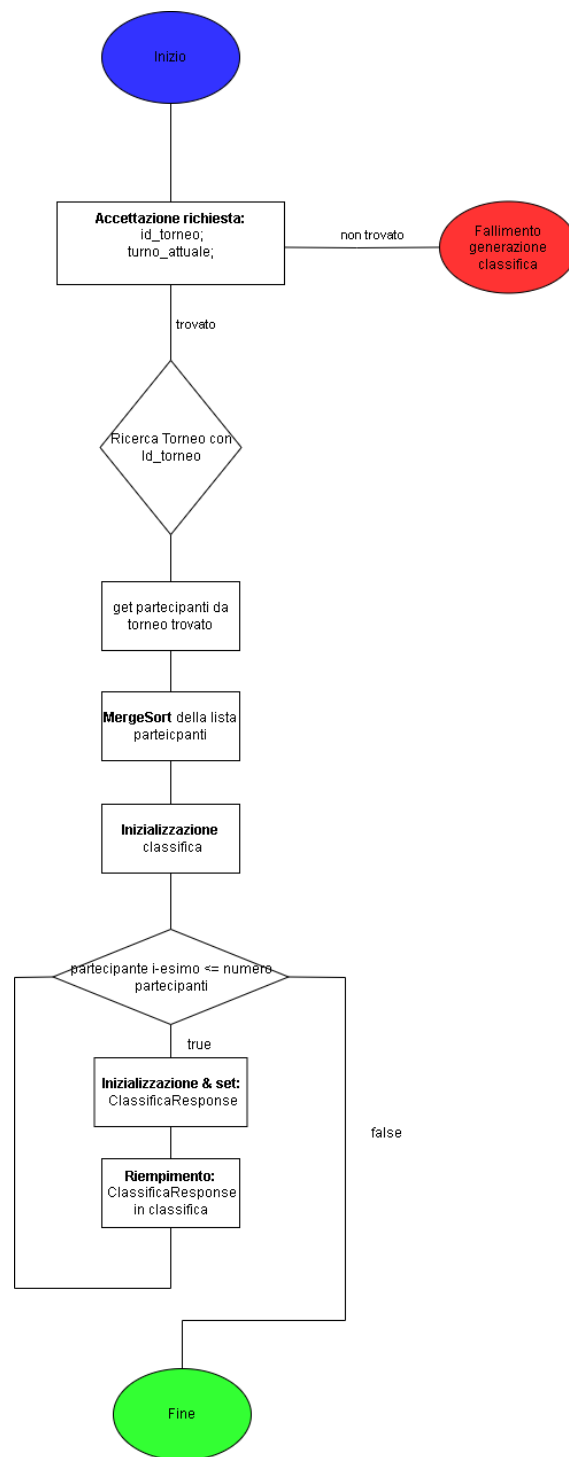 Inizio
Accettazione richiesta:
id_torneo;
turno_attuale;
non trovato
Fallimento
generazione
classifica
trovato
Ricerca Torneo con
Id_torneo
get partecipanti da
torneo trovato
MergeSort della lista
parteicpanti
Inizializzazione
classifica
partecipante i-esimo <= numero
partecipanti
true
Inizializzazione & set:
ClassificaResponse
false
Riempimento:
ClassificaResponse
in classifica
Fine